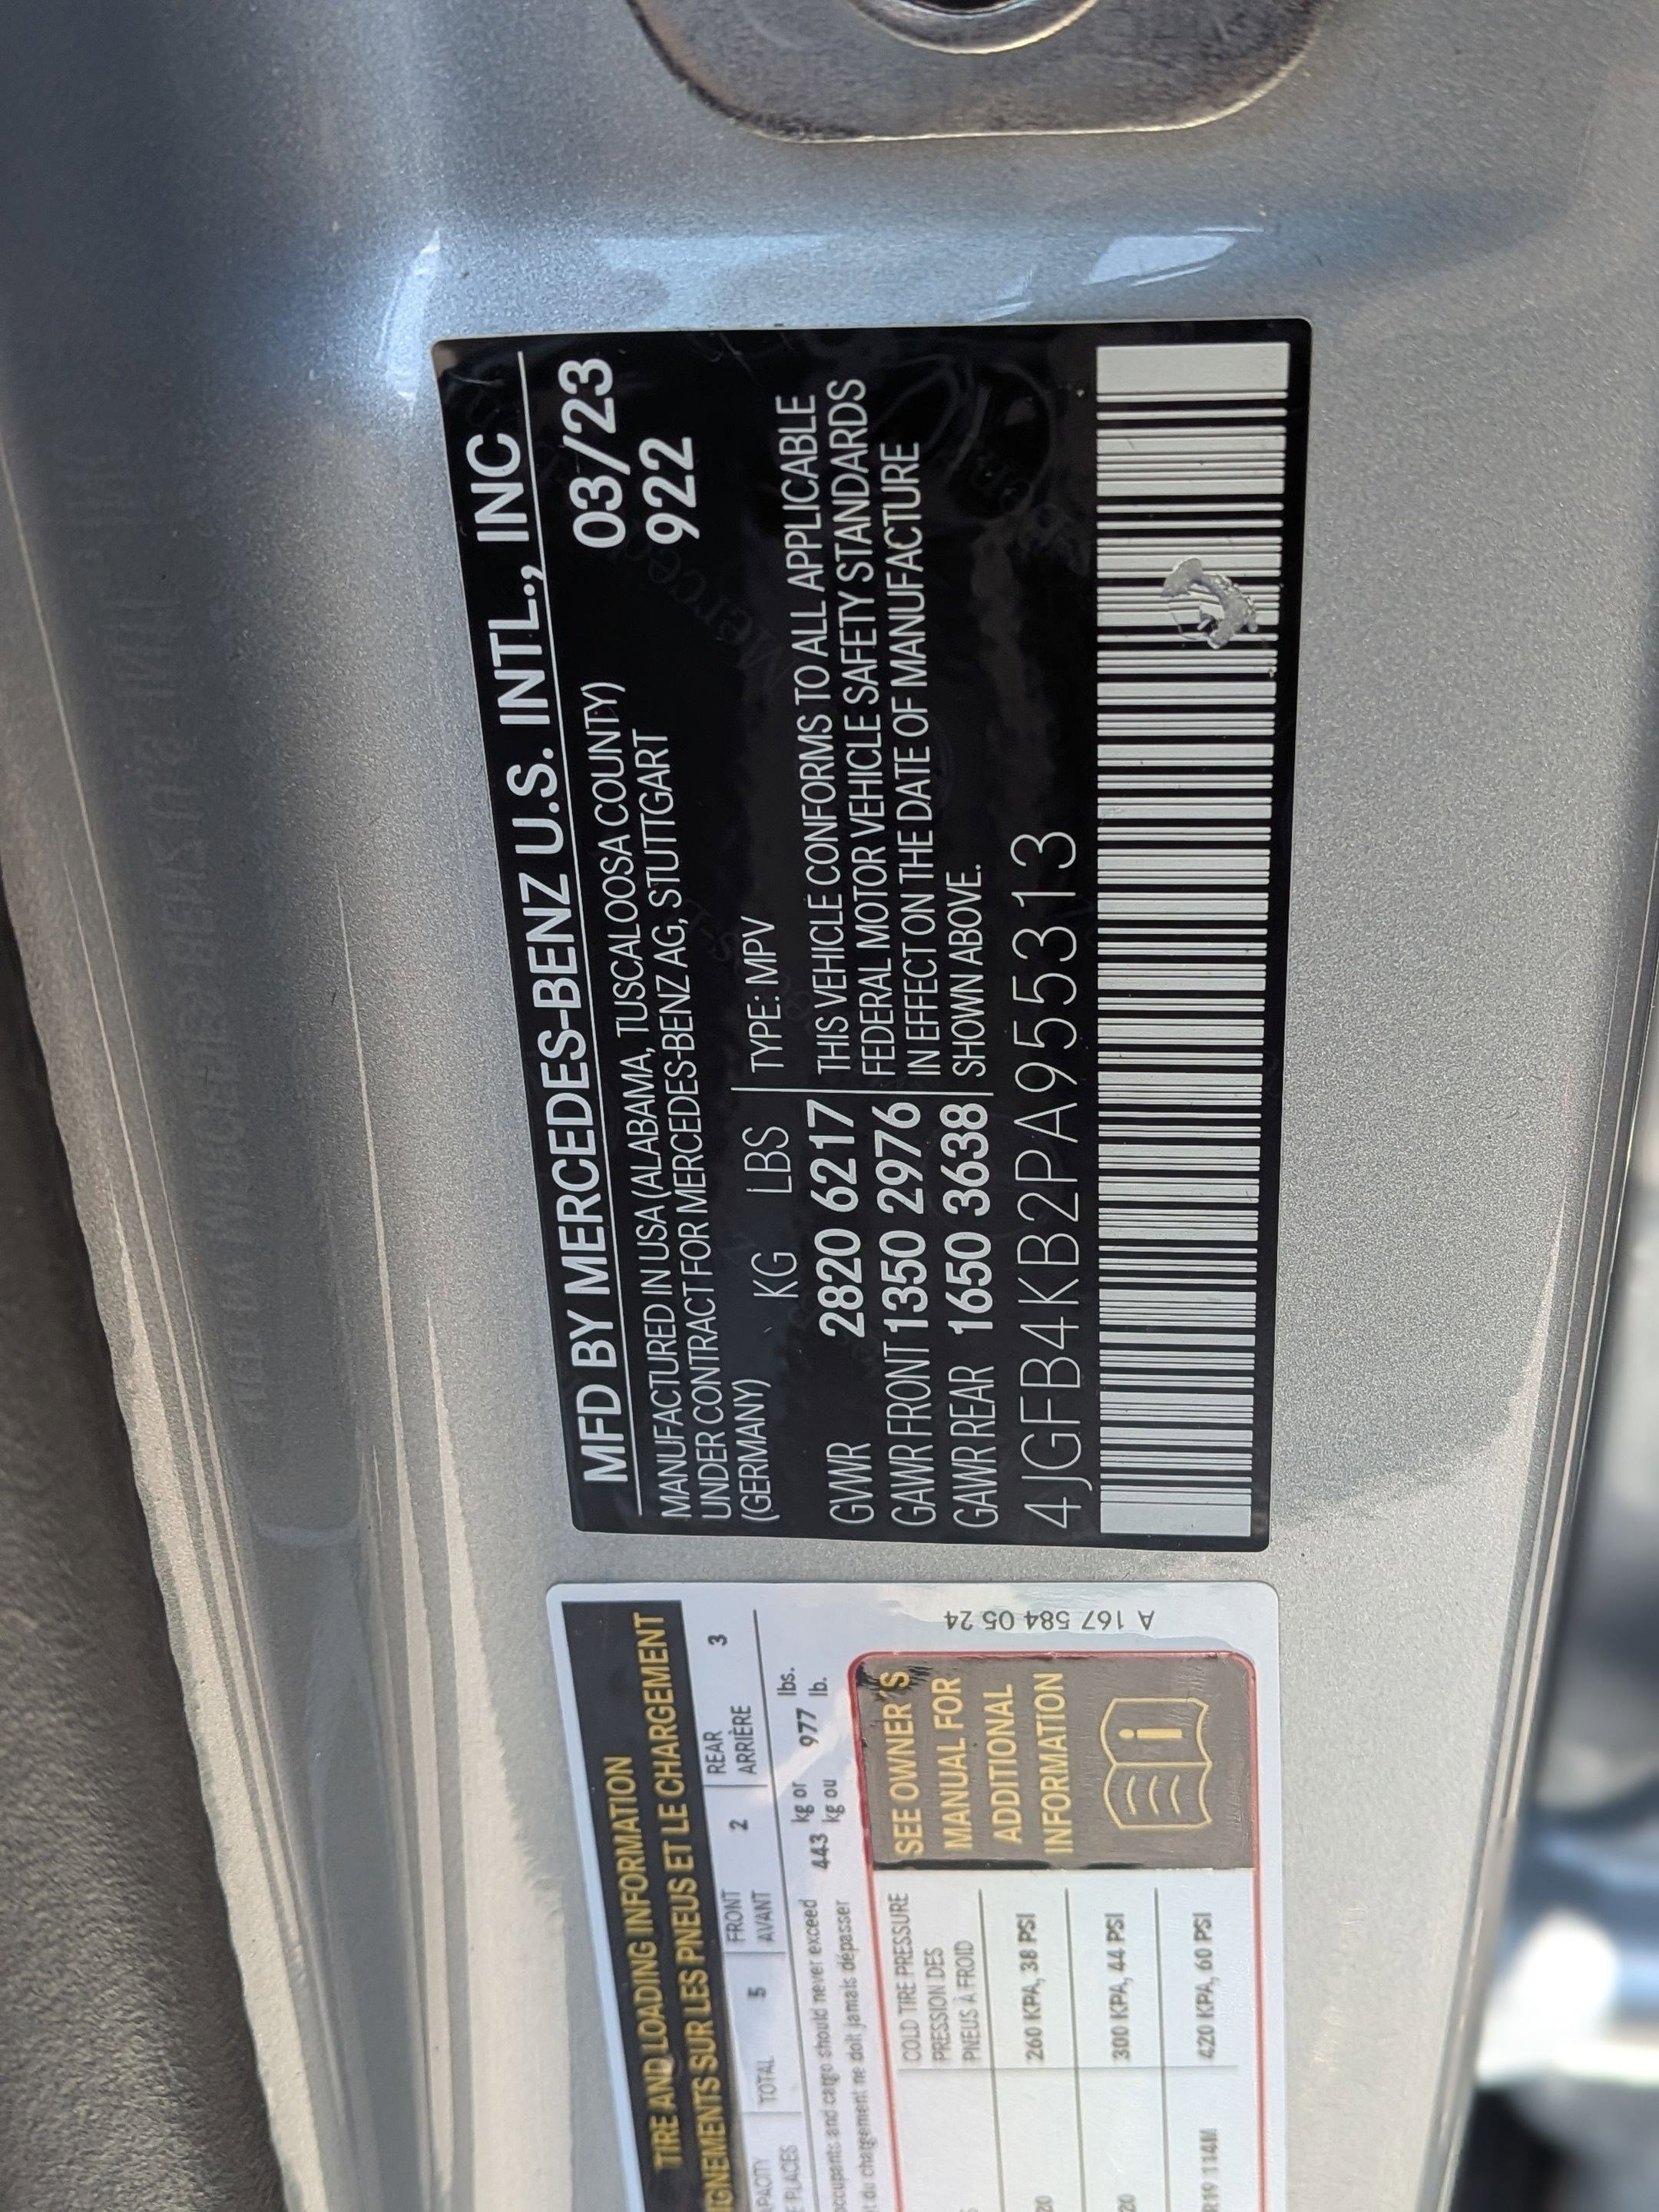 MFD BY MERCEDES-BENZ U.S. INTL., INC
MANUFACTURED IN USA (ALABAMA, TUSCALOOSA COUNTY) 03/23
UNDER CONTRACT FOR MERCEDES-BENZ AG, STUTTGART 922
(GERMANY)
KG LBS TYPE: MPV
GVWR 2820 6217 THIS VEHICLE CONFORMS TO ALL APPLICABLE
FEDERAL MOTOR VEHICLE SAFETY STANDARDS
GAWR FRONT 1350 2976 IN EFFECT ON THE DATE OF MANUFACTURE
GAWR REAR 1650 3638 SHOWN ABOVE.
4JGFB4KB2PA955313
TIRE AND LOADING INFORMATION
SUR LES PNEUS ET LE CHARGEMENT
TOTAL 5 FRONT 2 REAR 3
AVANT ARRIÈRE
and cargo should never exceed 443 kg or 977 lbs.
du chargement ne doit jamais dépasser kg ou lb.
COLD TIRE PRESSURE
PRESSION DES
PNEUS À FROID
20 260 KPA, 38 PSI
20 300 KPA, 44 PSI
R19 114M 420 KPA, 60 PSI
SEE OWNER´S
MANUAL FOR
ADDITIONAL
INFORMATION
i
A 167 584 05 24